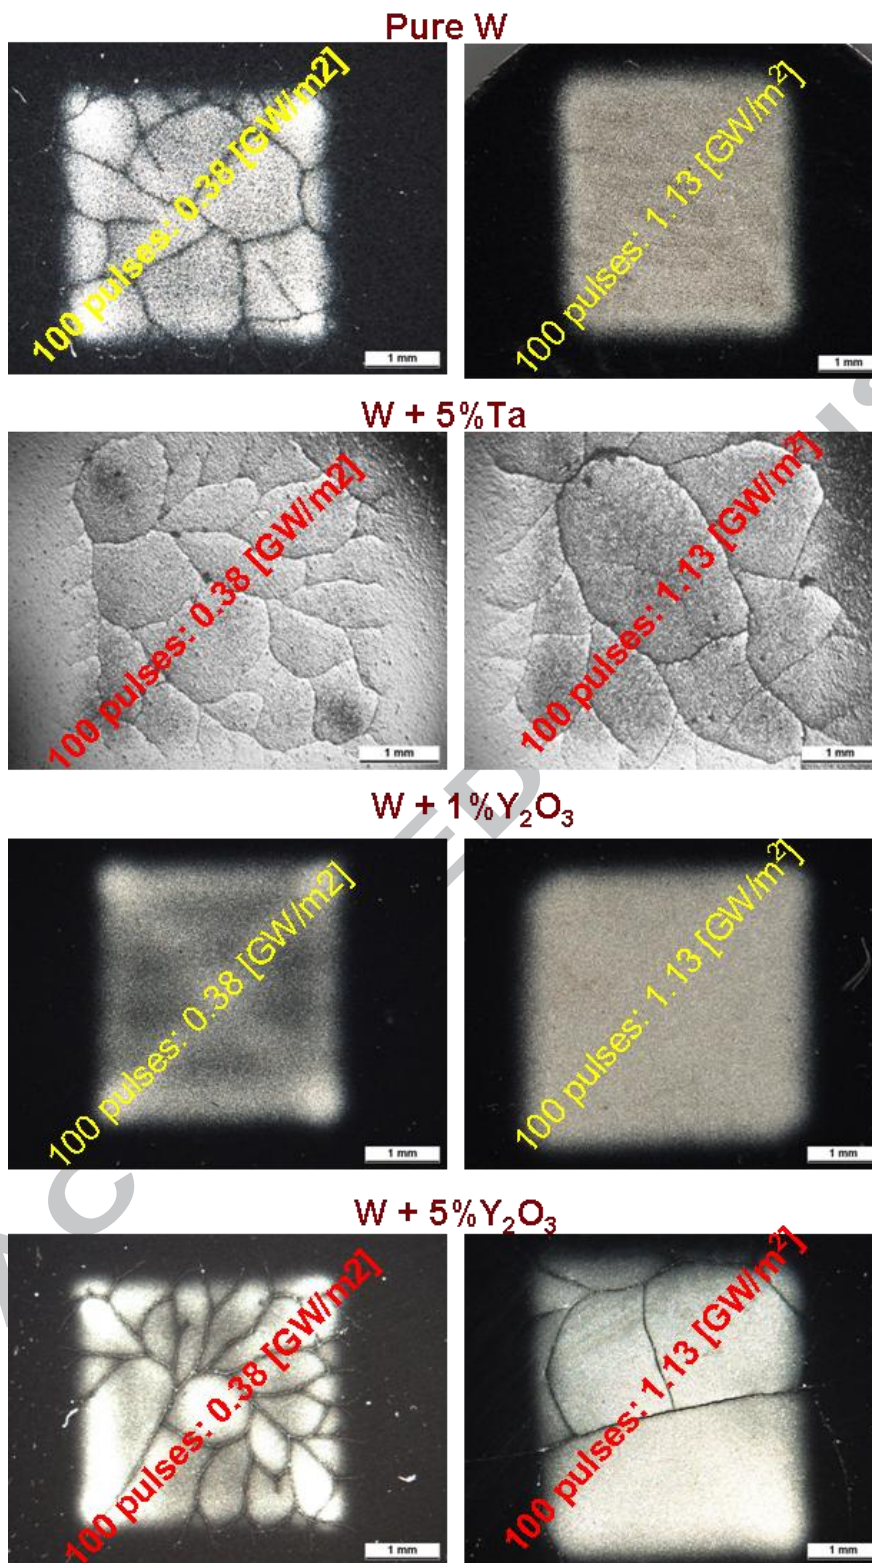 Pure W
100 pulses: 0.38 [GW/m2]
100 pulses: 1.13 [GW/m²]
1 mm
1 mm
W + 5%Ta
100 pulses: 0.38 [GW/m2]
100 pulses: 1.13 [GW/m²]
1 mm
1 mm
W + 1%Y₂O₃
100 pulses: 0.38 [GW/m2]
100 pulses: 1.13 [GW/m²]
1 mm
1 mm
W + 5%Y₂O₃
100 pulses: 0.38 [GW/m2]
100 pulses: 1.13 [GW/m²]
1 mm
1 mm